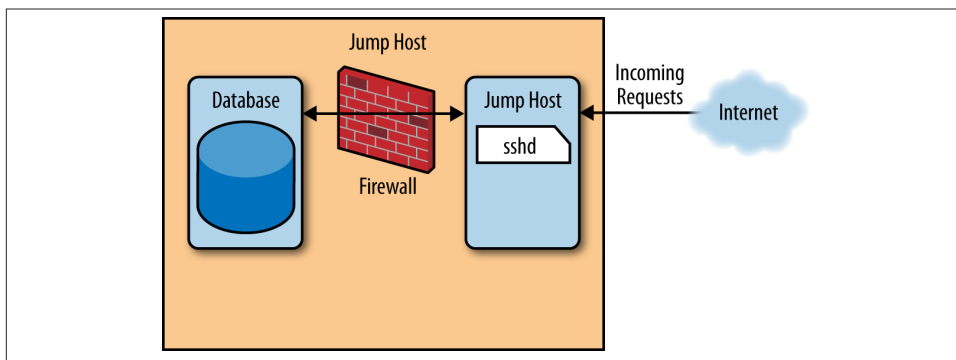 Jump Host
Database
Firewall
Jump Host
sshd
Incoming
Requests
Internet